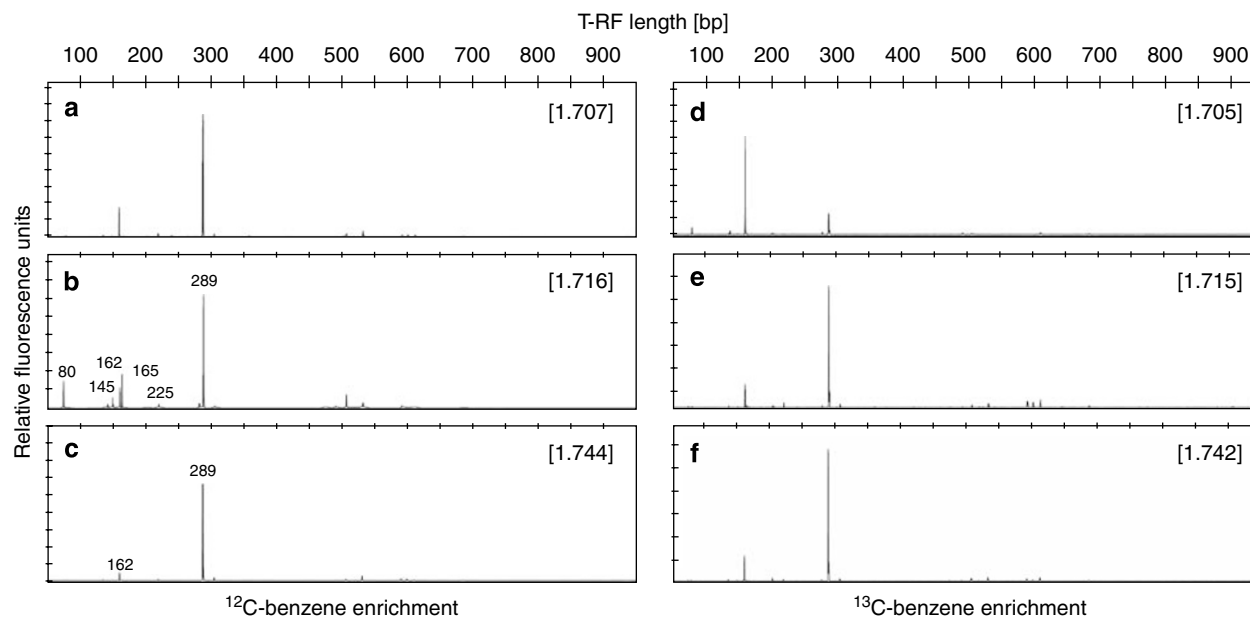 T-RF length [bp]
100 200 300 400 500 600 700 800 900
100 200 300 400 500 600 700 800 900
Relative fluorescence units
a [1.707]
d [1.705]
b [1.716]
289
80 145 162 165 225
e [1.715]
c [1.744]
289
162
f [1.742]
¹²C-benzene enrichment
¹³C-benzene enrichment